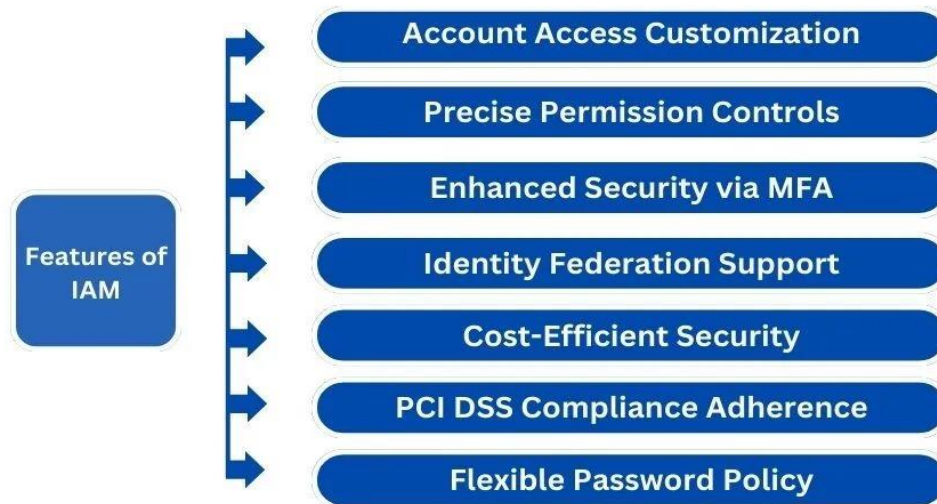 Features of
IAM
Account Access Customization
Precise Permission Controls
Enhanced Security via MFA
Identity Federation Support
Cost-Efficient Security
PCI DSS Compliance Adherence
Flexible Password Policy